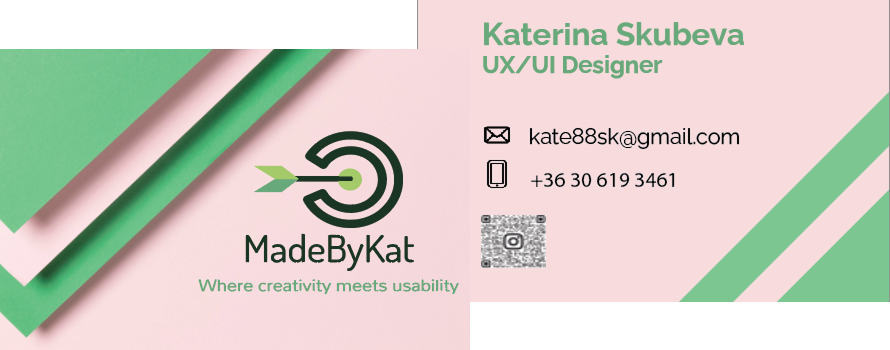 MadeByKat
Where creativity meets usability
Katerina Skubeva
UX/UI Designer
kate88sk@gmail.com
+36 30 619 3461